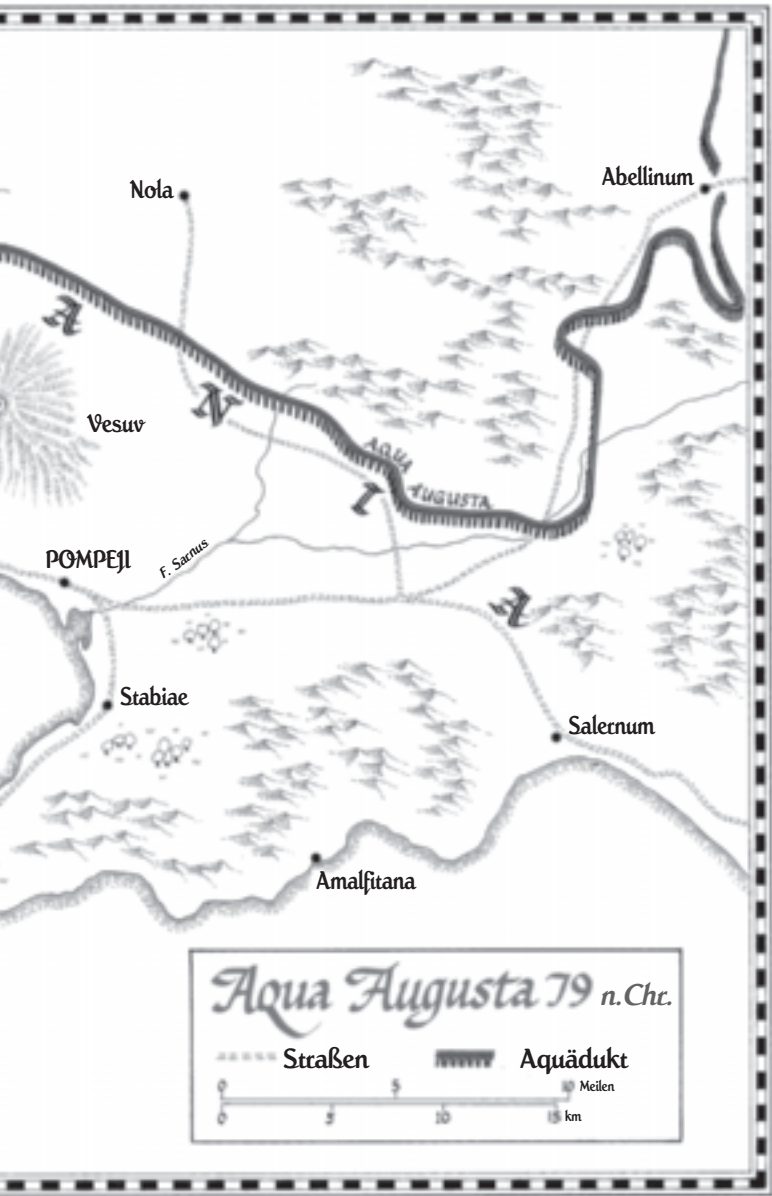 Abellinum
Nola
A
Vesuv
N
AQUA
AUGUSTA
I
POMPEJI
F. Sarnus
A
Stabiae
Salernum
Amalfitana
Aqua Augusta 79 n.Chr.
Straßen Aquädukt
0 5 10 Meilen
0 5 10 15 km